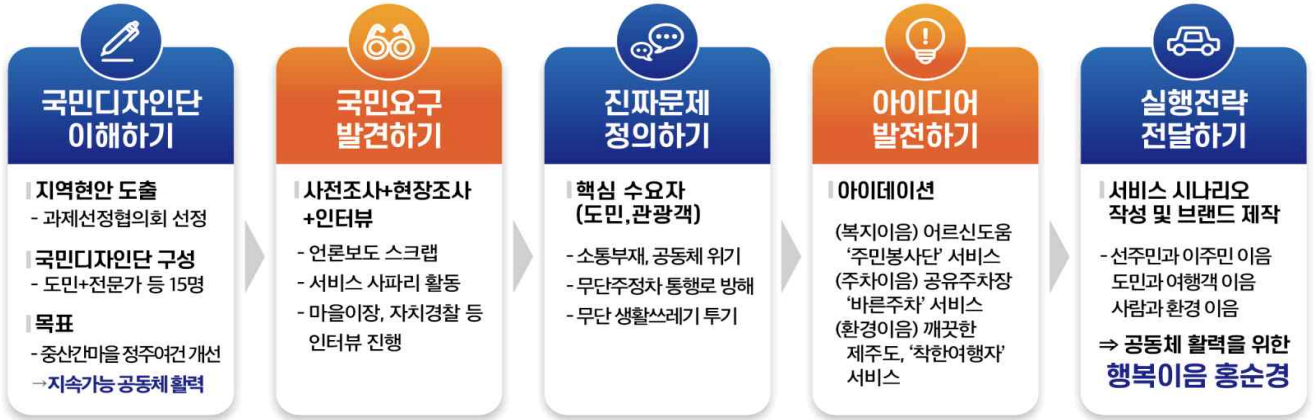 국민디자인단
이해하기
지역현안 도출
- 과제선정협의회 선정
국민디자인단 구성
- 도민+전문가 등 15명
목표
- 중산간마을 정주여건 개선
→지속가능 공동체 활력
국민요구
발견하기
사전조사+현장조사
+인터뷰
- 언론보도 스크랩
- 서비스 사파리 활동
- 마을이장, 자치경찰 등
인터뷰 진행
진짜문제
정의하기
핵심 수요자
(도민,관광객)
- 소통부재, 공동체 위기
- 무단주정차 통행로 방해
- 무단 생활쓰레기 투기
아이디어
발전하기
아이데이션
(복지이음) 어르신도움
‘주민봉사단’ 서비스
(주차이음) 공유주차장
‘바른주차’ 서비스
(환경이음) 깨끗한
제주도, ‘착한여행자’
서비스
실행전략
전달하기
서비스 시나리오
작성 및 브랜드 제작
- 선주민과 이주민 이음
도민과 여행객 이음
사람과 환경 이음
⇒ 공동체 활력을 위한
행복이음 홍순경